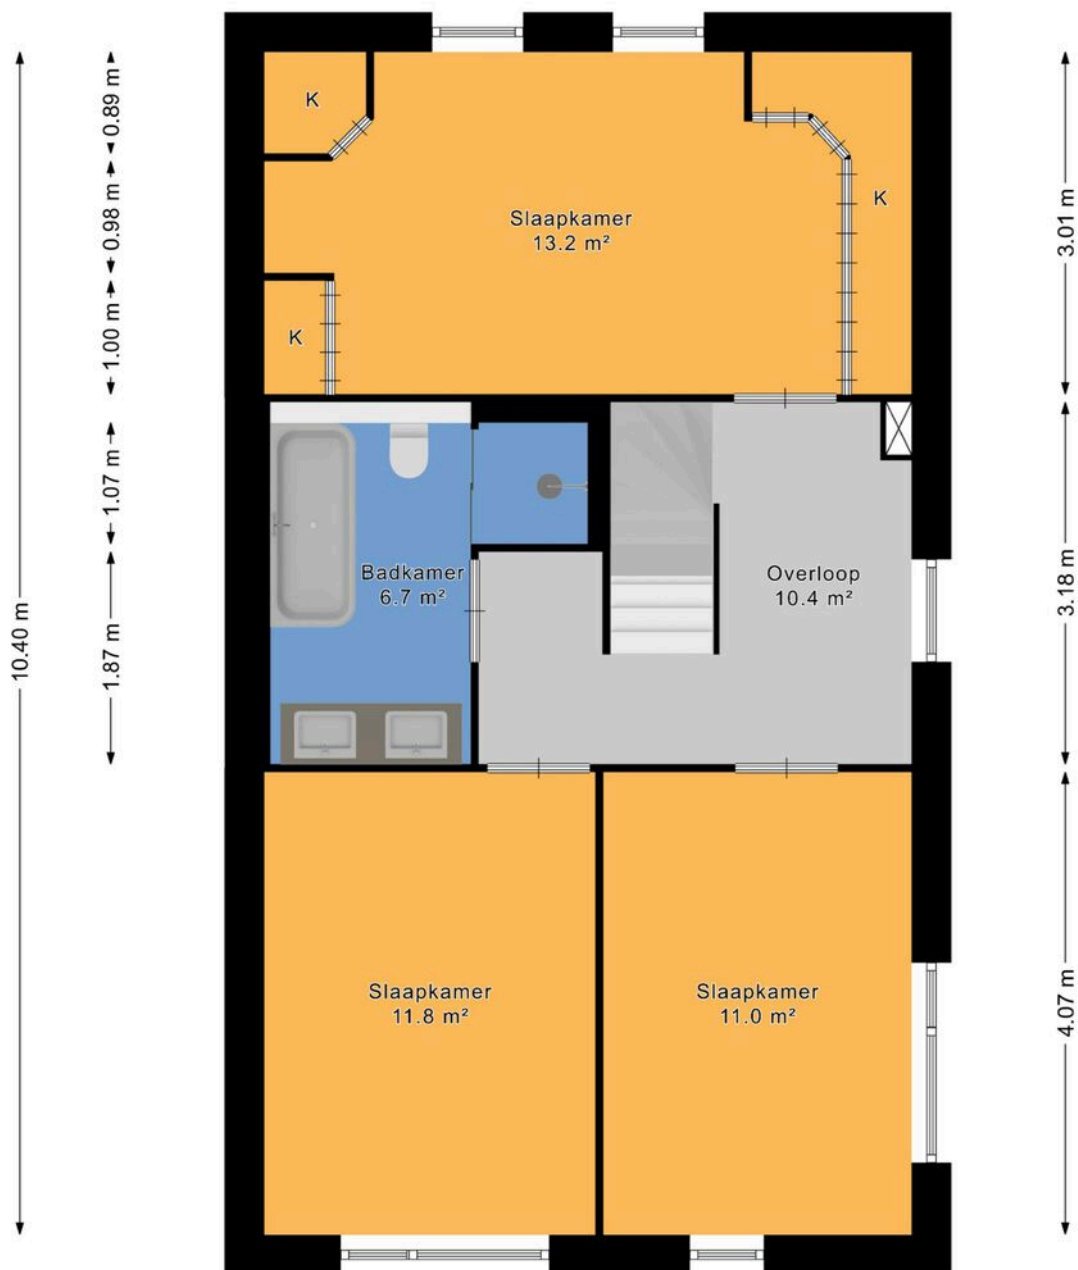 K
K
Slaapkamer
13.2 m²
K
Badkamer
6.7 m²
Overloop
10.4 m²
Slaapkamer
11.8 m²
Slaapkamer
11.0 m²
10.40 m
0.89 m
0.98 m
1.00 m
1.07 m
1.87 m
3.01 m
3.18 m
4.07 m